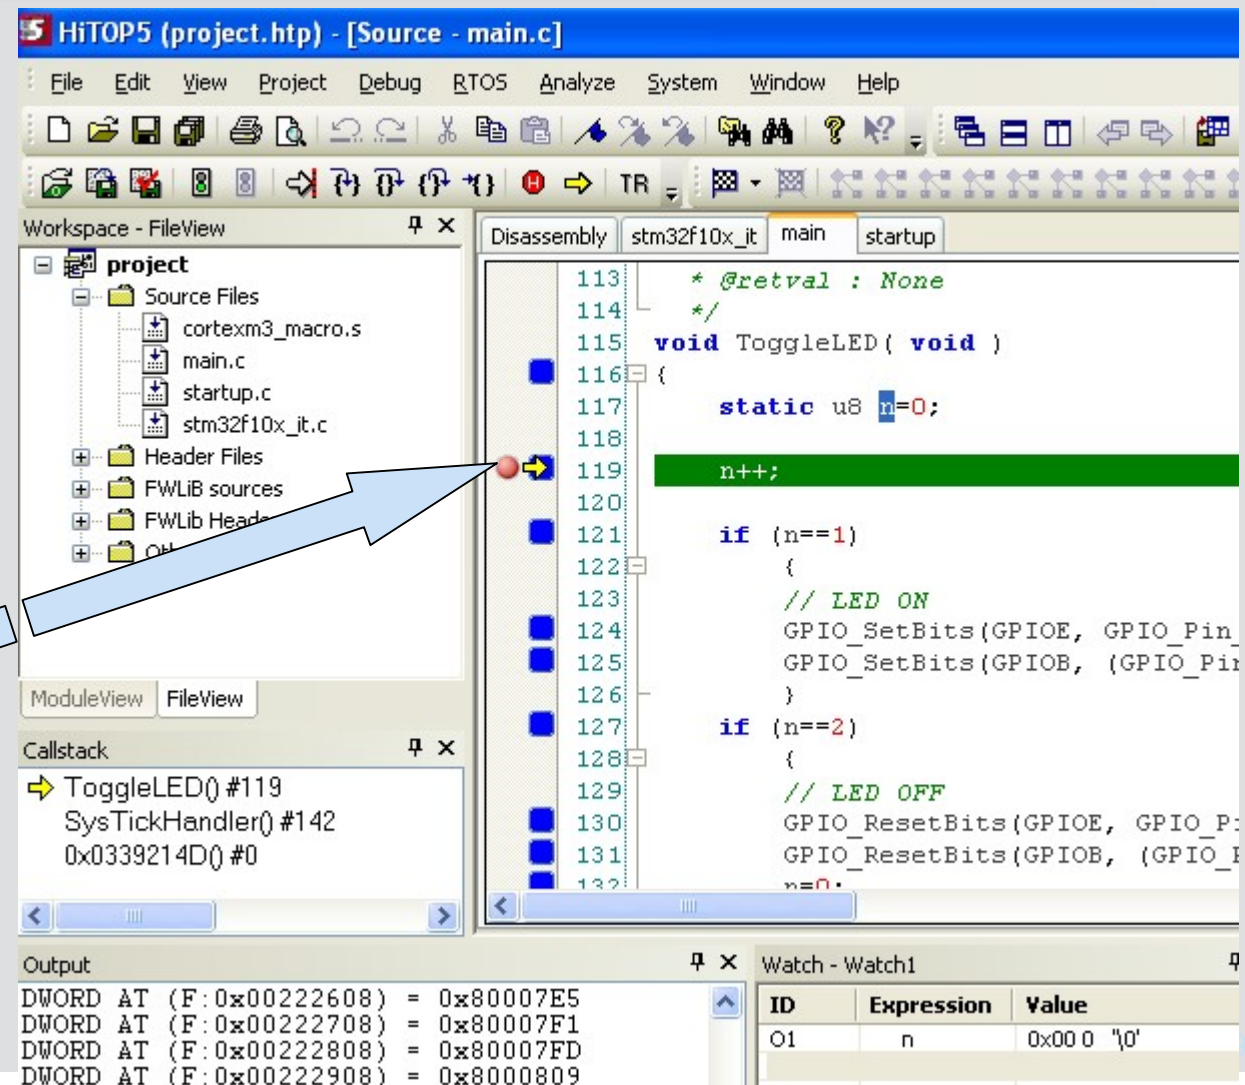 HiTOP5 (project.htp) - [Source - main.c]
File Edit View Project Debug RTOS Analyze System Window Help
TR
Workspace - FileView
project
Source Files
cortexm3_macro.s
main.c
startup.c
stm32f10x_it.c
Header Files
FWLiB sources
FWLib Heade
ModuleView FileView
Callstack
ToggleLED() #119
SysTickHandler() #142
0x0339214D() #0
Disassembly stm32f10x_it main startup
113 * @retval : None
114 */
115 void ToggleLED( void )
116 {
117 static u8 n=0;
118
119 n++;
120
121 if (n==1)
122 {
123 // LED ON
124 GPIO_SetBits(GPIOE, GPIO_Pin_
125 GPIO_SetBits(GPIOB, (GPIO_Pin
126 }
127 if (n==2)
128 {
129 // LED OFF
130 GPIO_ResetBits(GPIOE, GPIO_P
131 GPIO_ResetBits(GPIOB, (GPIO_
132 n=0;
Output
DWORD AT (F:0x00222608) = 0x80007E5
DWORD AT (F:0x00222708) = 0x80007F1
DWORD AT (F:0x00222808) = 0x80007FD
DWORD AT (F:0x00222908) = 0x8000809
Watch - Watch1
ID Expression Value
01 n 0x00 0 '\0'